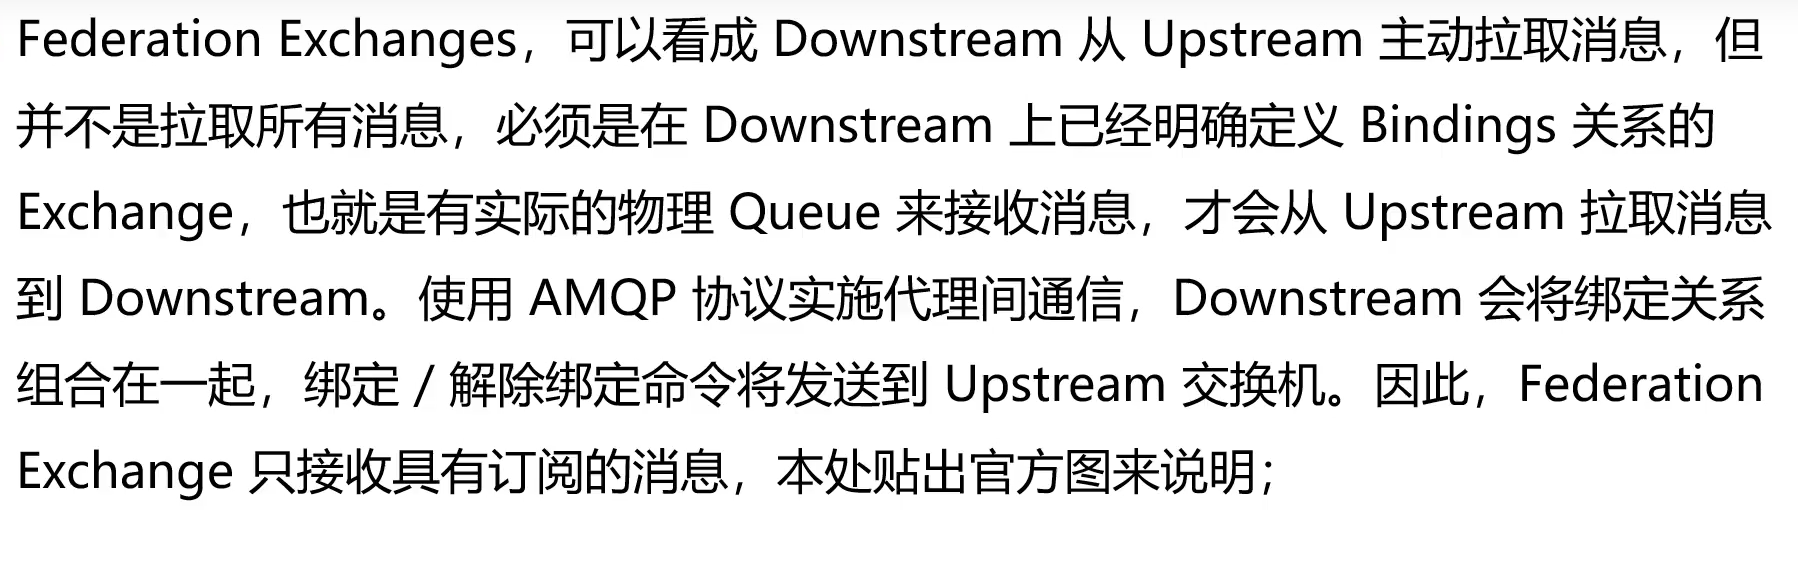 Federation Exchanges，可以看成 Downstream 从 Upstream 主动拉取消息，但
并不是拉取所有消息，必须是在 Downstream 上已经明确定义 Bindings 关系的
Exchange，也就是有实际的物理 Queue 来接收消息，才会从 Upstream 拉取消息
到 Downstream。使用 AMQP 协议实施代理间通信，Downstream 会将绑定关系
组合在一起，绑定 / 解除绑定命令将发送到 Upstream 交换机。因此，Federation
Exchange 只接收具有订阅的消息，本处贴出官方图来说明；